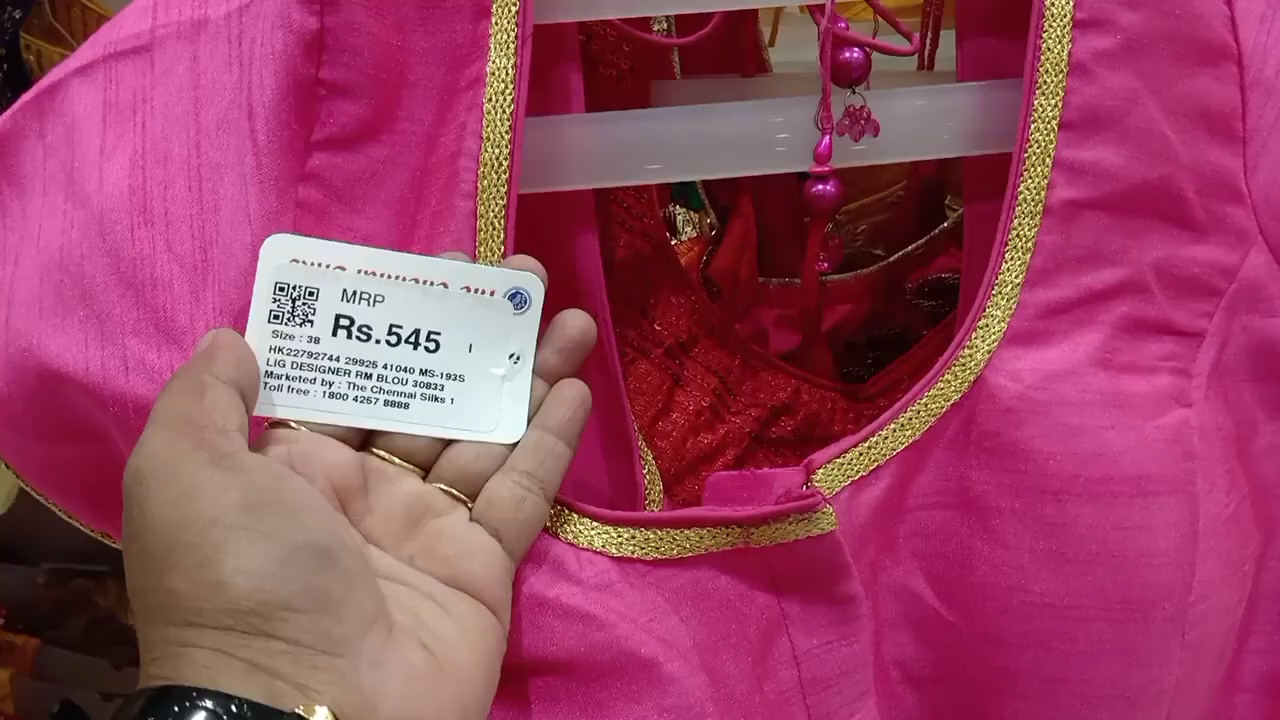 MRP
Rs.545
Size : 38
HK22792744 29925 41040 MS-193S
LIG DESIGNER RM BLOU 30833
Marketed by : The Chennai Silks 1
Toll free : 1800 4257 8888